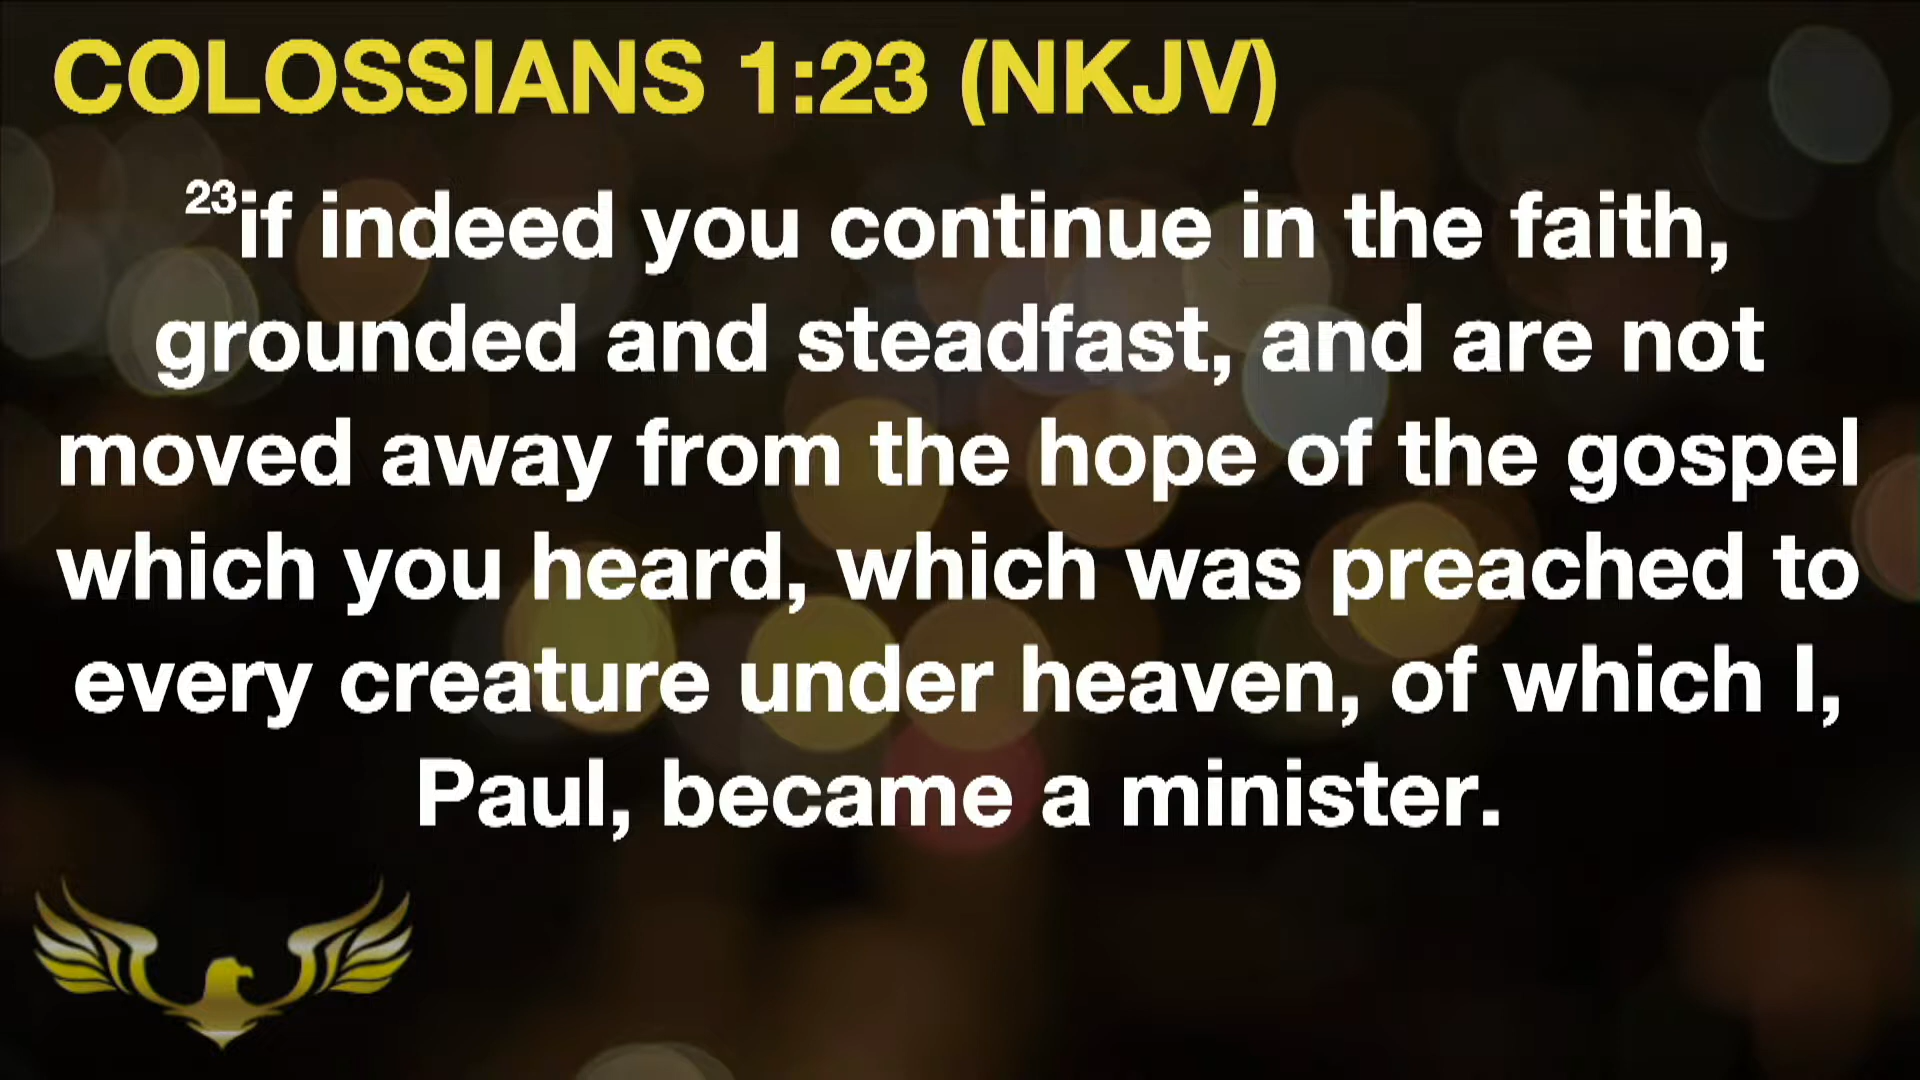 COLOSSIANS 1:23 (NKJV)
23if indeed you continue in the faith,
grounded and steadfast, and are not
moved away from the hope of the gospel
which you heard, which was preached to
every creature under heaven, of which I,
Paul, became a minister.